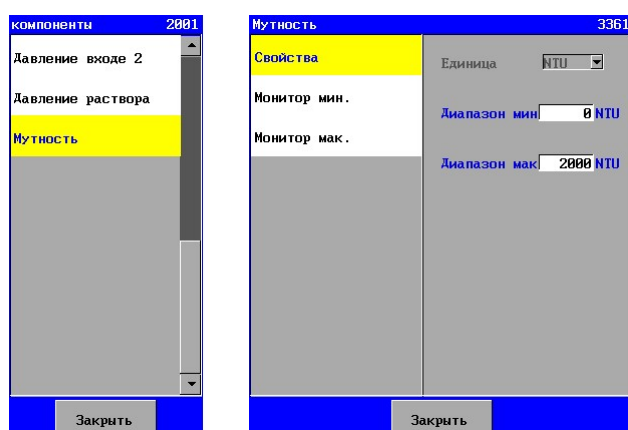 компоненты 2001
Давление входе 2
Давление раствора
Мутность
Закрыть
Мутность 3361
Свойства
Монитор мин.
Монитор мак.
Единица NTU
Диапазон мин 0 NTU
Диапазон мак 2000 NTU
Закрыть